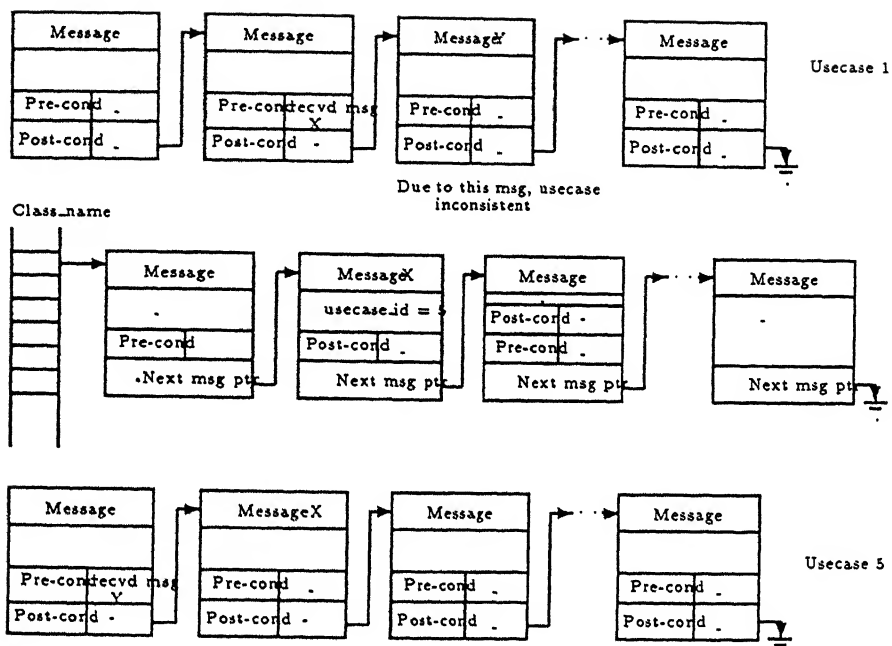 Message Message MessageY Message
Usecase 1
Pre-cond - Pre-cond recvd msg X Pre-cond - Pre-cond -
Post-cond - Post-cond - Post-cond - Post-cond -
Due to this msg, usecase
inconsistent
Class_name
Message MessageX Message Message
usecase_id = 5
Pre-cond Post-cond - Post-cond -
Pre-cond -
Next msg ptr Next msg ptr Next msg ptr Next msg ptr
Message MessageX Message Message
Usecase 5
Pre-cond recvd msg Y Pre-cond - Pre-cond - Pre-cond -
Post-cond - Post-cond - Post-cond - Post-cond -